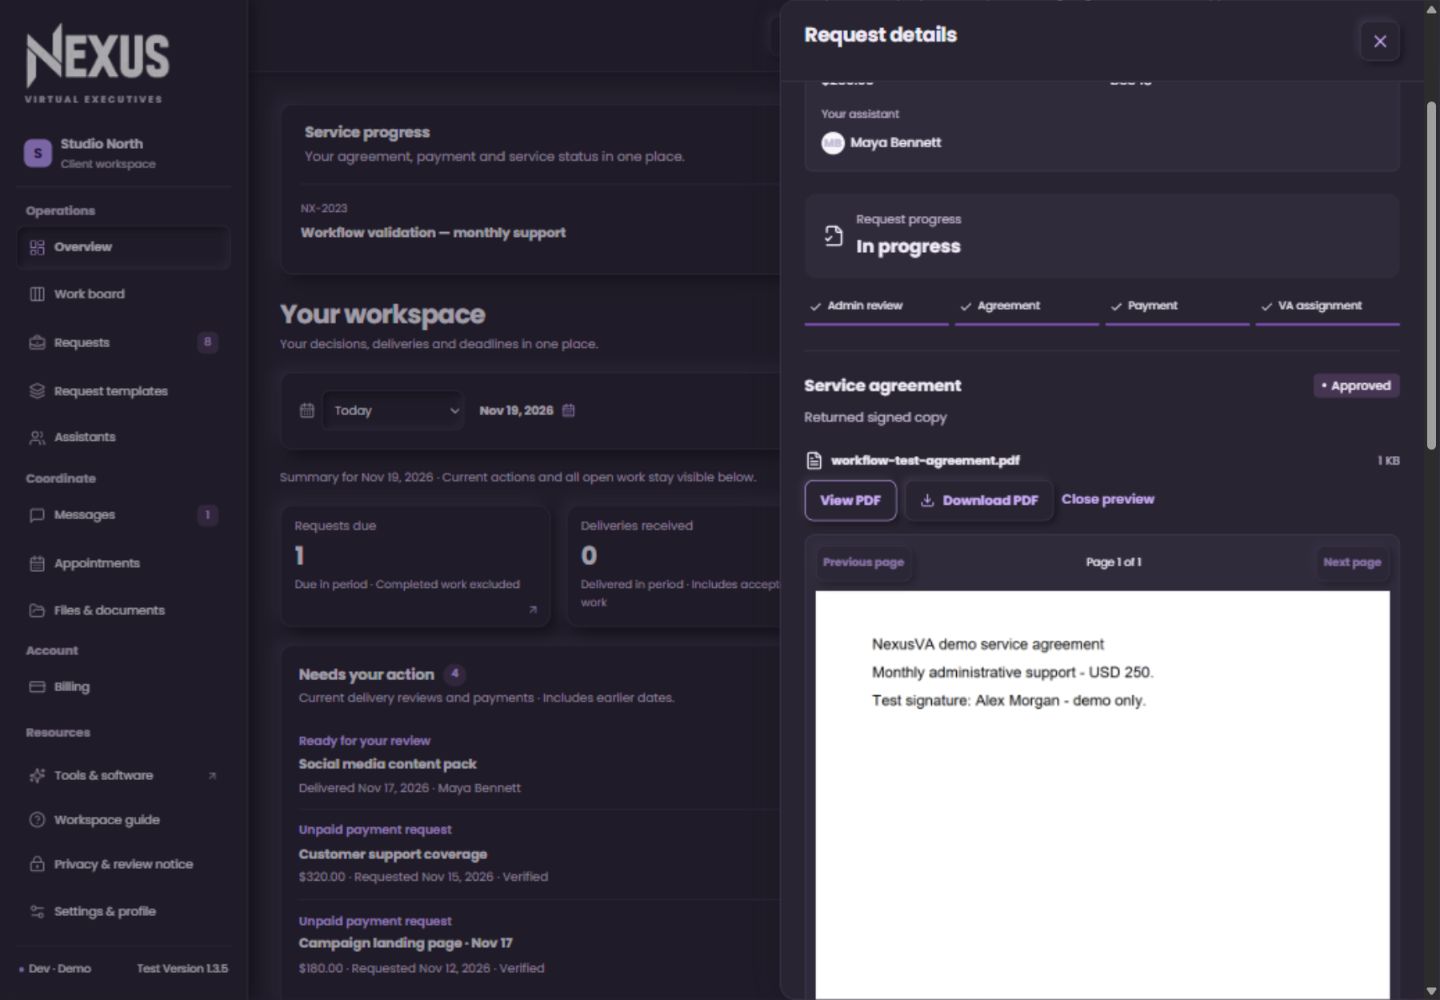 NEXUS
VIRTUAL EXECUTIVES
S
Studio North
Client workspace
Operations
Overview
Work board
Requests 8
Request templates
Assistants
Coordinate
Messages 1
Appointments
Files & documents
Account
Billing
Resources
Tools & software
Workspace guide
Privacy & review notice
Settings & profile
• Dev · Demo Test Version 1.3.5
Service progress
Your agreement, payment and service status in one place.
NX-2023
Workflow validation — monthly support
Your workspace
Your decisions, deliveries and deadlines in one place.
Today Nov 19, 2026
Summary for Nov 19, 2026 · Current actions and all open work stay visible below.
Requests due
1
Due in period · Completed work excluded
Deliveries received
0
Delivered in period · Includes accept
work
Needs your action 4
Current delivery reviews and payments · Includes earlier dates.
Ready for your review
Social media content pack
Delivered Nov 17, 2026 · Maya Bennett
Unpaid payment request
Customer support coverage
$320.00 · Requested Nov 15, 2026 · Verified
Unpaid payment request
Campaign landing page · Nov 17
$180.00 · Requested Nov 12, 2026 · Verified
Request details
Your assistant
MB Maya Bennett
Request progress
In progress
Admin review Agreement Payment VA assignment
Service agreement • Approved
Returned signed copy
workflow-test-agreement.pdf 1 KB
View PDF Download PDF Close preview
Previous page Page 1 of 1 Next page
NexusVA demo service agreement
Monthly administrative support - USD 250.
Test signature: Alex Morgan - demo only.